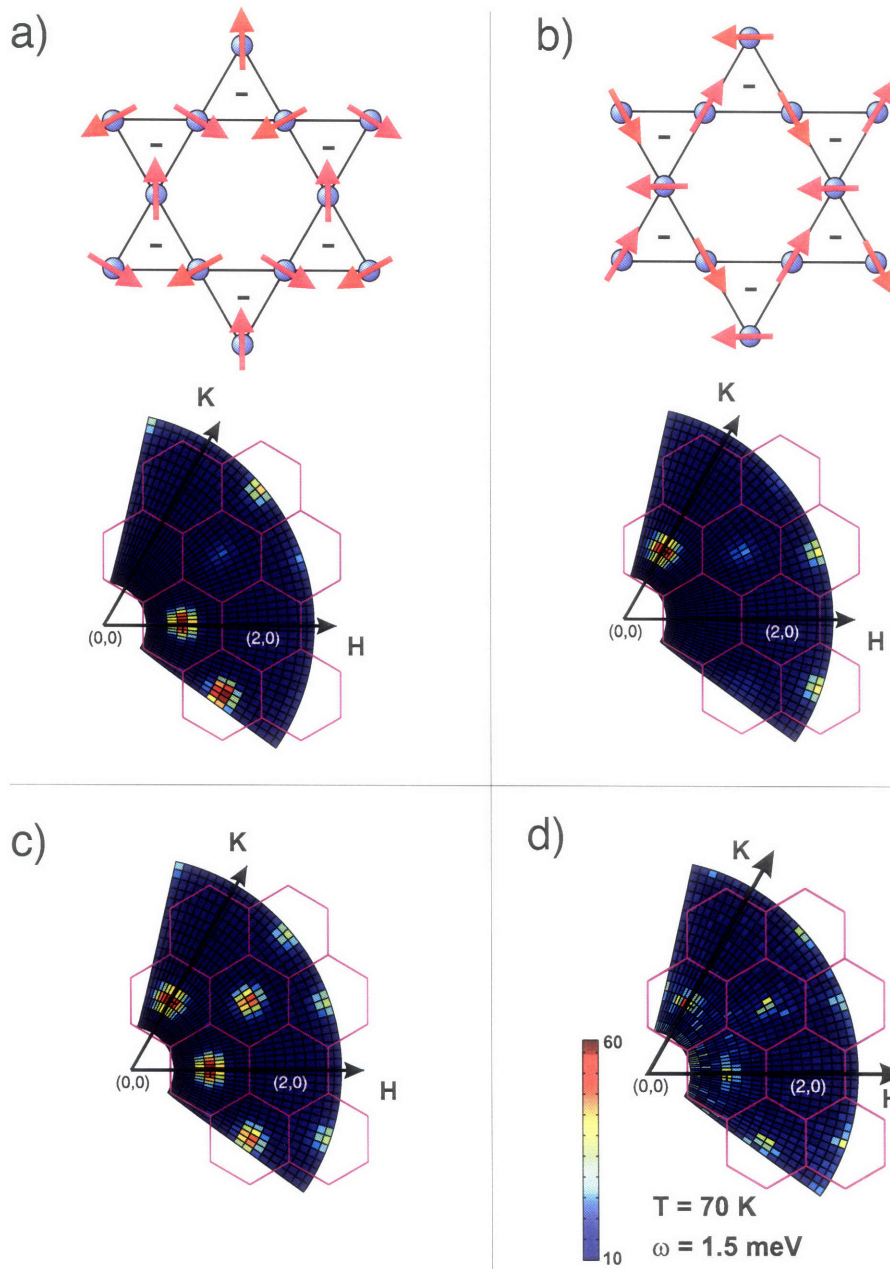 a)
b)
-
-
-
-
-
-
-
-
-
-
-
-
K
(0,0)
(2,0)
H
K
(0,0)
(2,0)
H
c)
K
(0,0)
(2,0)
H
d)
K
(0,0)
(2,0)
H
60
10
T = 70 K
ω = 1.5 meV